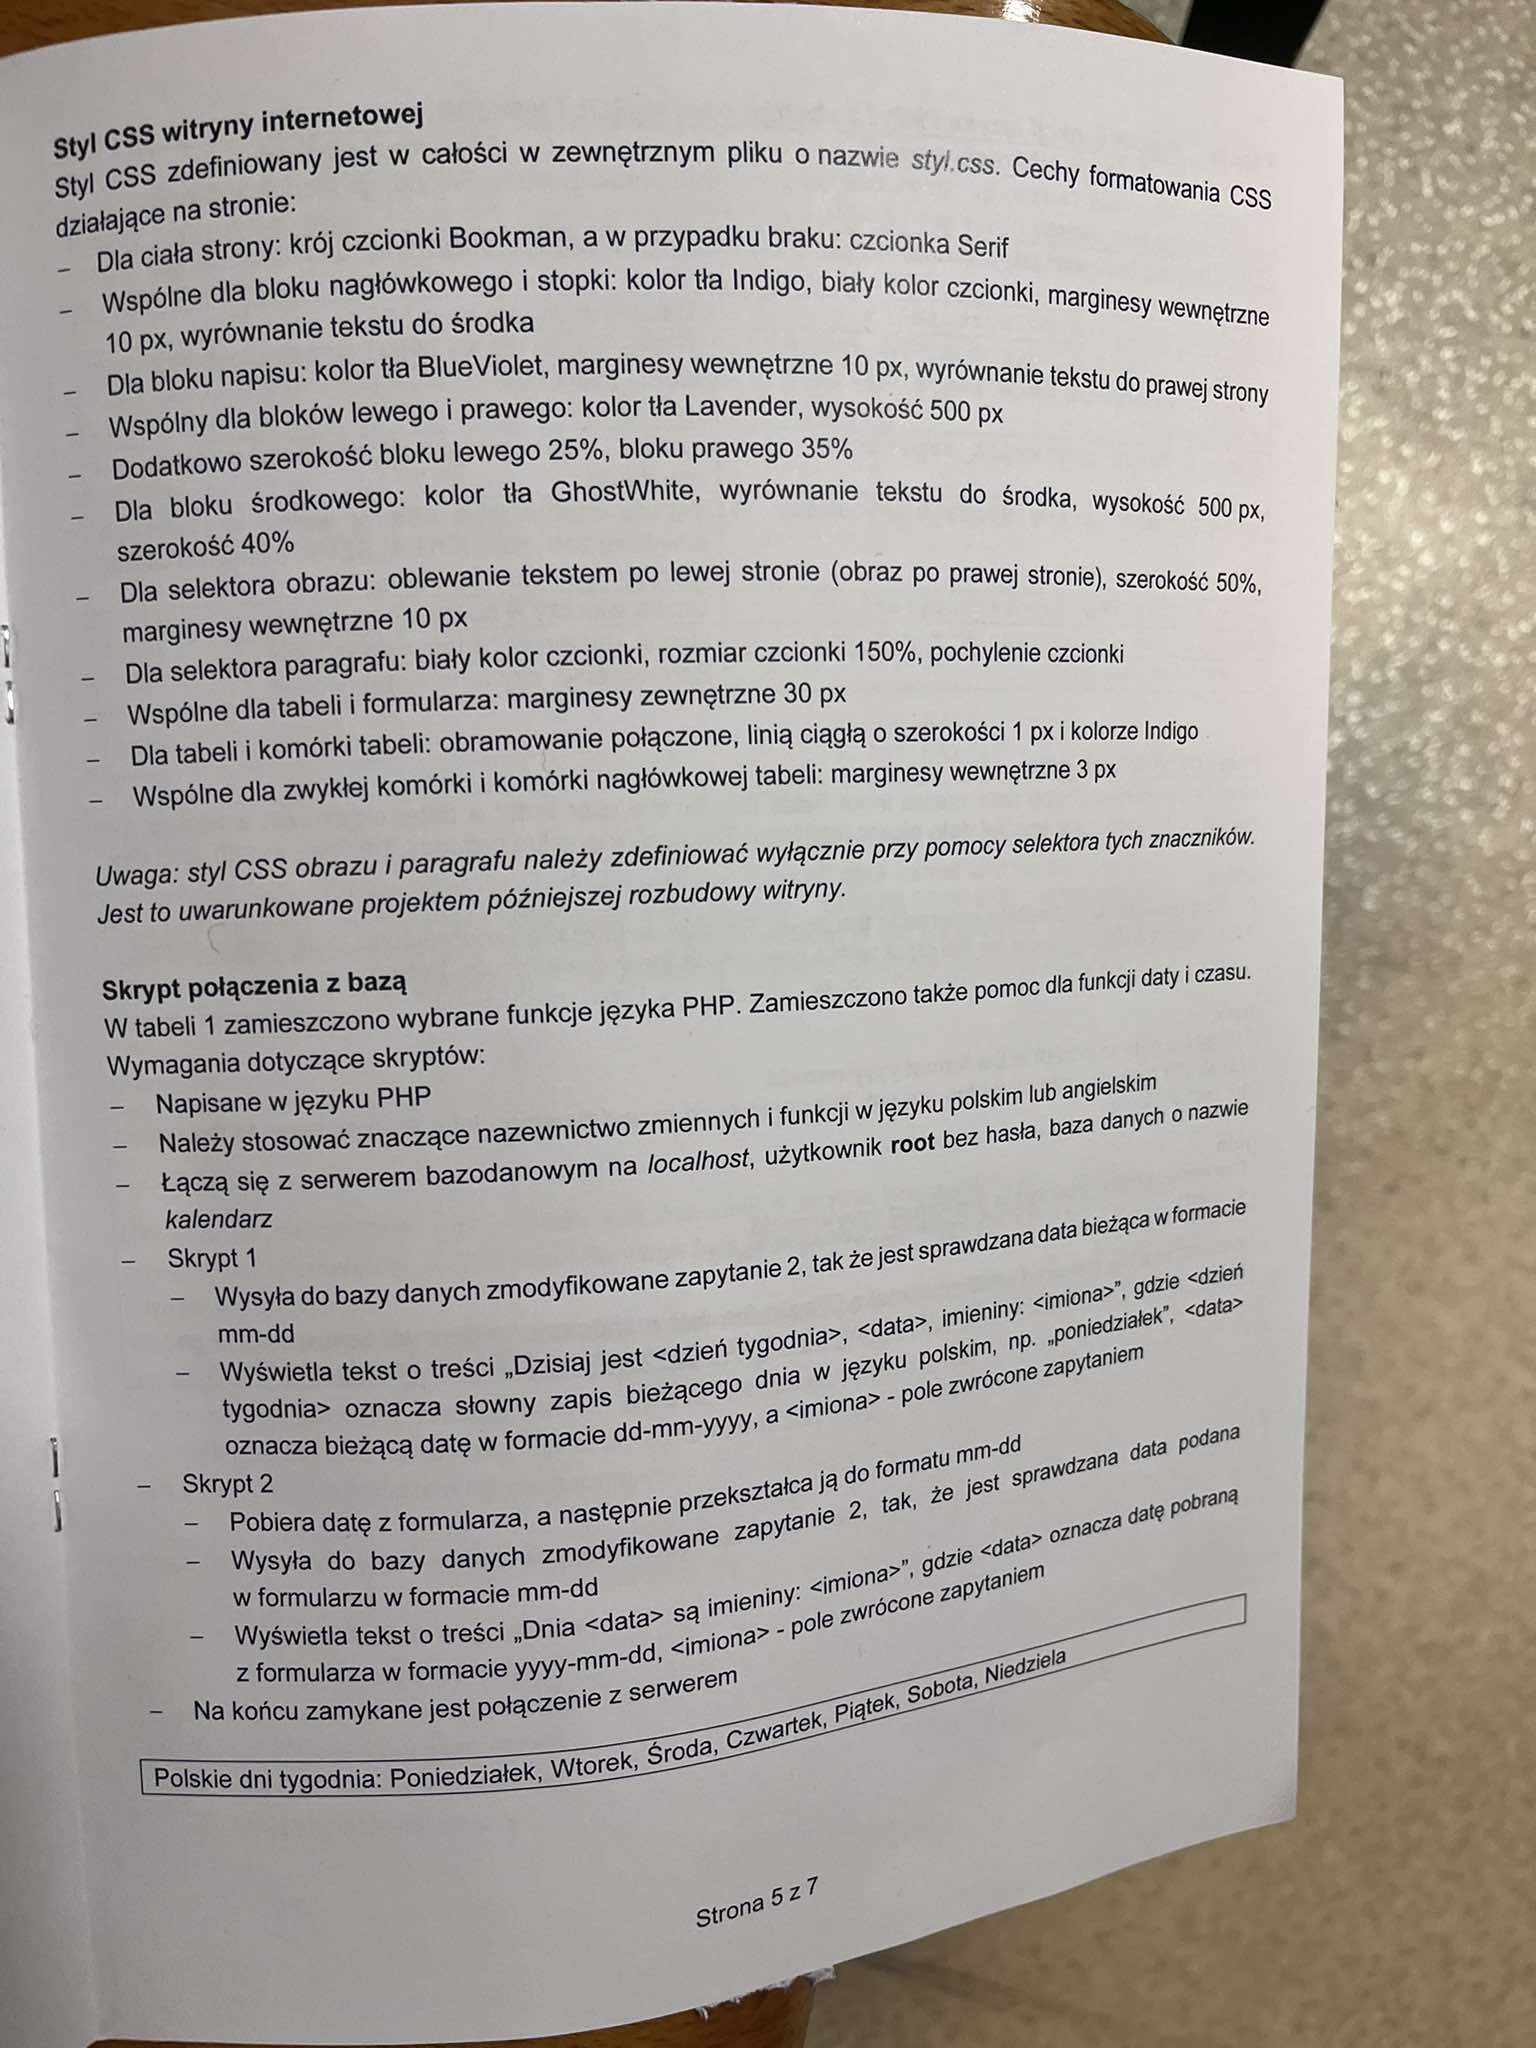 Styl CSS witryny internetowej
Styl CSS zdefiniowany jest w całości w zewnętrznym pliku o nazwie styl.css. Cechy formatowania CSS
działające na stronie:
– Dla ciała strony: krój czcionki Bookman, a w przypadku braku: czcionka Serif
– Wspólne dla bloku nagłówkowego i stopki: kolor tła Indigo, biały kolor czcionki, marginesy wewnętrzne
10 px, wyrównanie tekstu do środka
– Dla bloku napisu: kolor tła BlueViolet, marginesy wewnętrzne 10 px, wyrównanie tekstu do prawej strony
– Wspólny dla bloków lewego i prawego: kolor tła Lavender, wysokość 500 px
– Dodatkowo szerokość bloku lewego 25%, bloku prawego 35%
– Dla bloku środkowego: kolor tła GhostWhite, wyrównanie tekstu do środka, wysokość 500 px,
szerokość 40%
– Dla selektora obrazu: oblewanie tekstem po lewej stronie (obraz po prawej stronie), szerokość 50%,
marginesy wewnętrzne 10 px
– Dla selektora paragrafu: biały kolor czcionki, rozmiar czcionki 150%, pochylenie czcionki
– Wspólne dla tabeli i formularza: marginesy zewnętrzne 30 px
– Dla tabeli i komórki tabeli: obramowanie połączone, linią ciągłą o szerokości 1 px i kolorze Indigo
– Wspólne dla zwykłej komórki i komórki nagłówkowej tabeli: marginesy wewnętrzne 3 px
Uwaga: styl CSS obrazu i paragrafu należy zdefiniować wyłącznie przy pomocy selektora tych znaczników.
Jest to uwarunkowane projektem późniejszej rozbudowy witryny.
Skrypt połączenia z bazą
W tabeli 1 zamieszczono wybrane funkcje języka PHP. Zamieszczono także pomoc dla funkcji daty i czasu.
Wymagania dotyczące skryptów:
– Napisane w języku PHP
– Należy stosować znaczące nazewnictwo zmiennych i funkcji w języku polskim lub angielskim
– Łączą się z serwerem bazodanowym na localhost, użytkownik root bez hasła, baza danych o nazwie
kalendarz
– Skrypt 1
– Wysyła do bazy danych zmodyfikowane zapytanie 2, tak że jest sprawdzana data bieżąca w formacie
mm-dd
– Wyświetla tekst o treści „Dzisiaj jest <dzień tygodnia>, <data>, imieniny: <imiona>”, gdzie <dzień
tygodnia> oznacza słowny zapis bieżącego dnia w języku polskim, np. „poniedziałek”, <data>
oznacza bieżącą datę w formacie dd-mm-yyyy, a <imiona> - pole zwrócone zapytaniem
– Skrypt 2
– Pobiera datę z formularza, a następnie przekształca ją do formatu mm-dd
– Wysyła do bazy danych zmodyfikowane zapytanie 2, tak, że jest sprawdzana data podana
w formularzu w formacie mm-dd
– Wyświetla tekst o treści „Dnia <data> są imieniny: <imiona>”, gdzie <data> oznacza datę pobraną
z formularza w formacie yyyy-mm-dd, <imiona> - pole zwrócone zapytaniem
– Na końcu zamykane jest połączenie z serwerem
Polskie dni tygodnia: Poniedziałek, Wtorek, Środa, Czwartek, Piątek, Sobota, Niedziela
Strona 5 z 7